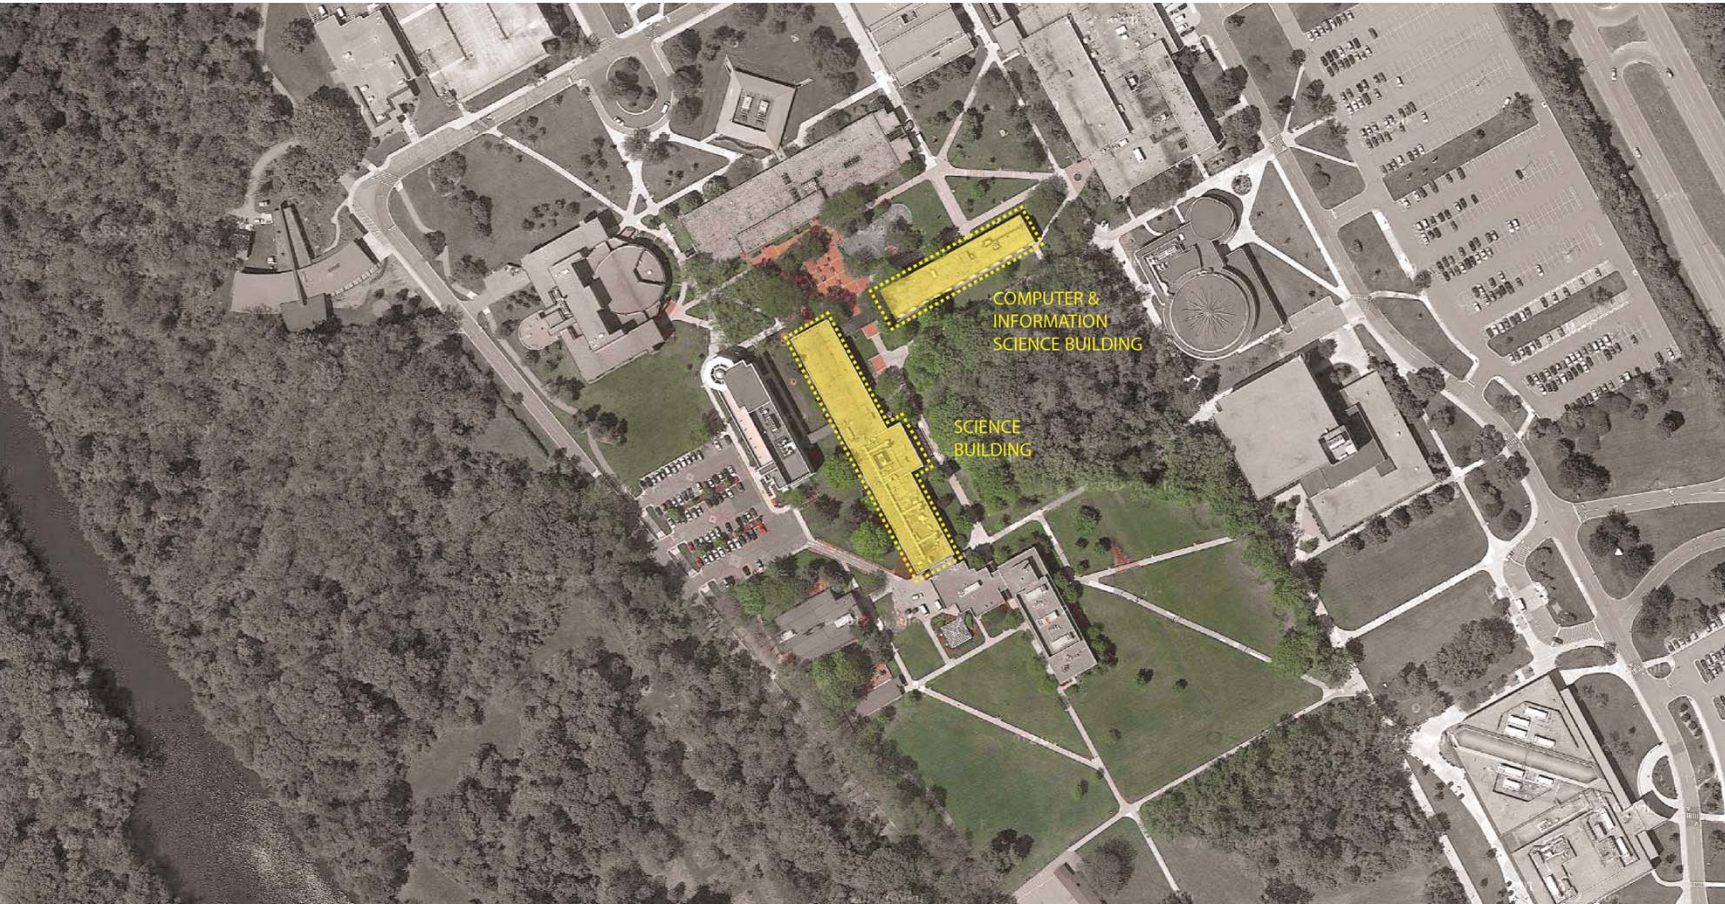 COMPUTER &
INFORMATION
SCIENCE BUILDING
SCIENCE
BUILDING